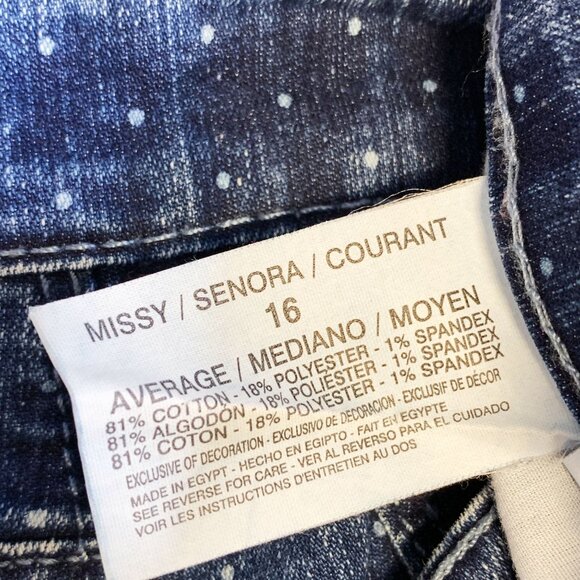 MISSY / SENORA / COURANT
16
AVERAGE / MEDIANO / MOYEN
81% COTTON - 18% POLYESTER - 1% SPANDEX
81% ALGODÓN - 18% POLIÉSTER - 1% SPANDEX
81% COTON - 18% POLYESTER - 1% SPANDEX
EXCLUSIVE OF DECORATION - EXCLUSIVO DE DECORACION - EXCLUSIF DE DÉCOR
MADE IN EGYPT - HECHO EN EGIPTO - FAIT EN EGYPTE
SEE REVERSE FOR CARE - VER AL REVERSO PARA EL CUIDADO
VOIR LES INSTRUCTIONS D'ENTRETIEN AU DOS